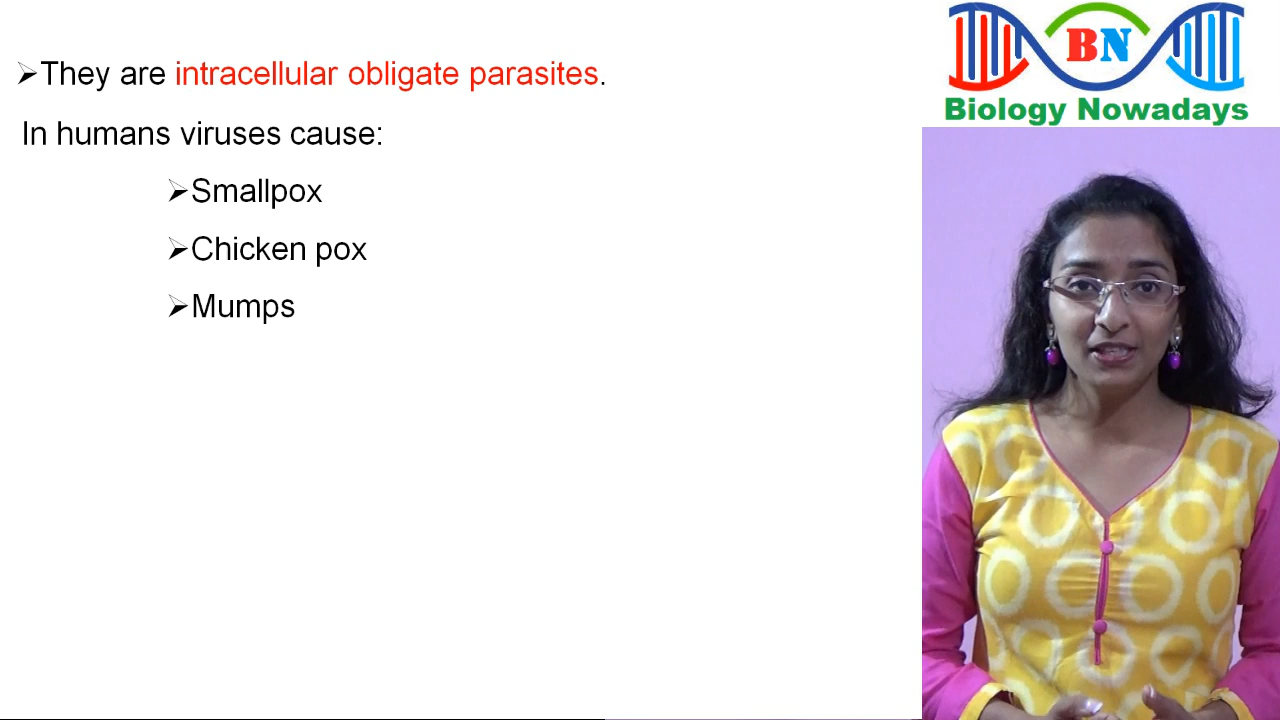 ➢They are intracellular obligate parasites.
In humans viruses cause:
➢Smallpox
➢Chicken pox
➢Mumps
BN
Biology Nowadays